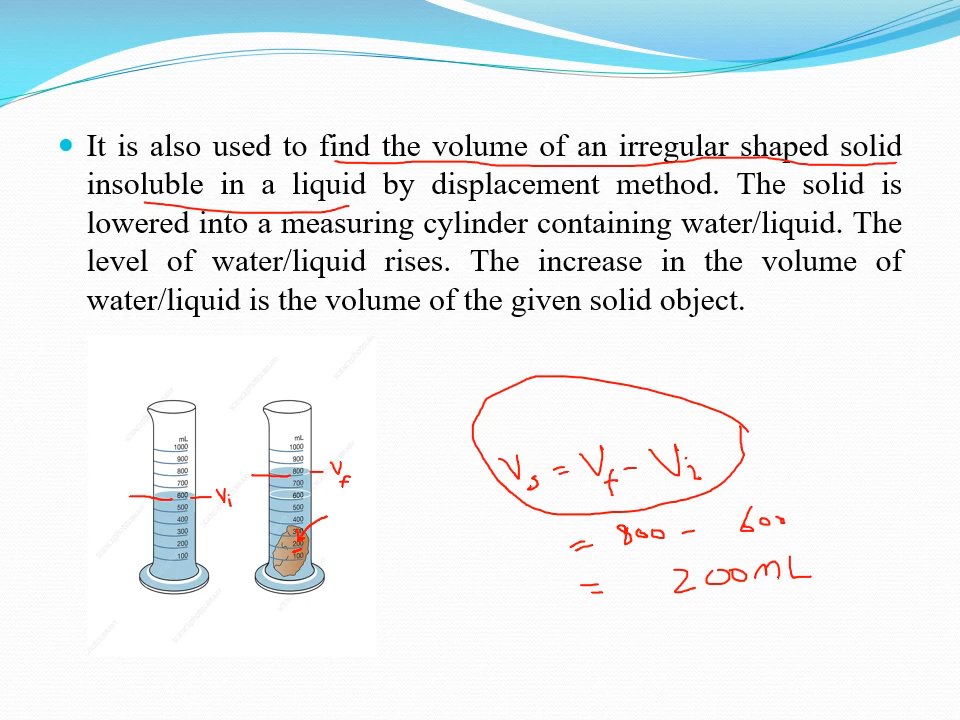 It is also used to find the volume of an irregular shaped solid
insoluble in a liquid by displacement method. The solid is
lowered into a measuring cylinder containing water/liquid. The
level of water/liquid rises. The increase in the volume of
water/liquid is the volume of the given solid object.
mL
1000
900
800
700
600
500
400
300
200
100
Vi
mL
1000
900
800
700
600
500
400
300
200
100
Vf
Vs = Vf - Vi
= 800 - 600
= 200mL